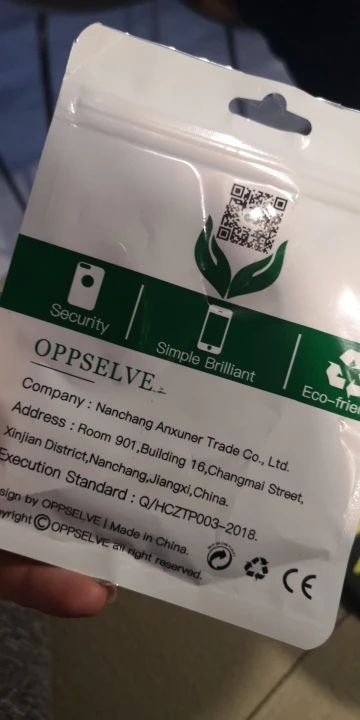 Security
Simple Brilliant
Eco-frien
OPPSELVE
Company : Nanchang Anxuner Trade Co., Ltd.
Address : Room 901,Building 16,Changmai Street,
Xinjian District,Nanchang,Jiangxi,China.
Execution Standard : Q/HCZTP003-2018.
sign by OPPSELVE | Made in China.
pyright © OPPSELVE all right reserved.
CE